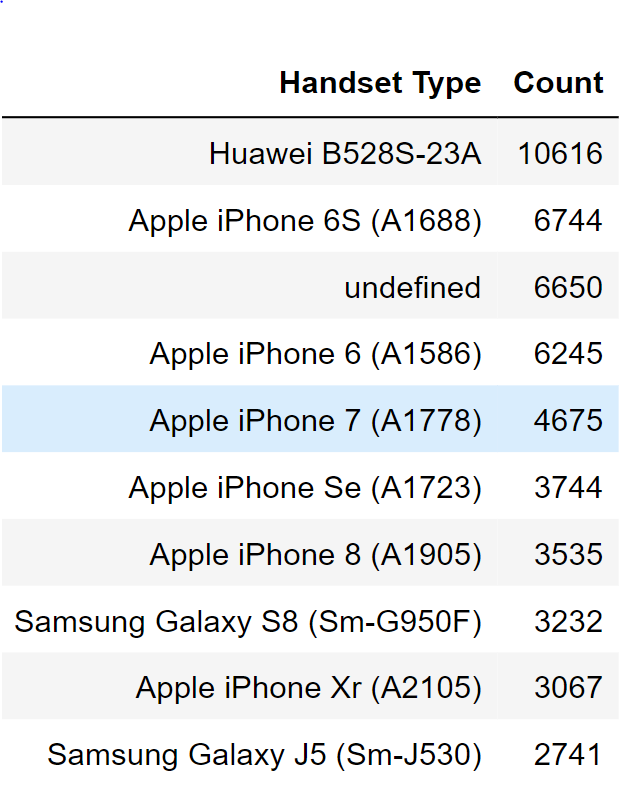 Handset Type Count
Huawei B528S-23A 10616
Apple iPhone 6S (A1688) 6744
undefined 6650
Apple iPhone 6 (A1586) 6245
Apple iPhone 7 (A1778) 4675
Apple iPhone Se (A1723) 3744
Apple iPhone 8 (A1905) 3535
Samsung Galaxy S8 (Sm-G950F) 3232
Apple iPhone Xr (A2105) 3067
Samsung Galaxy J5 (Sm-J530) 2741